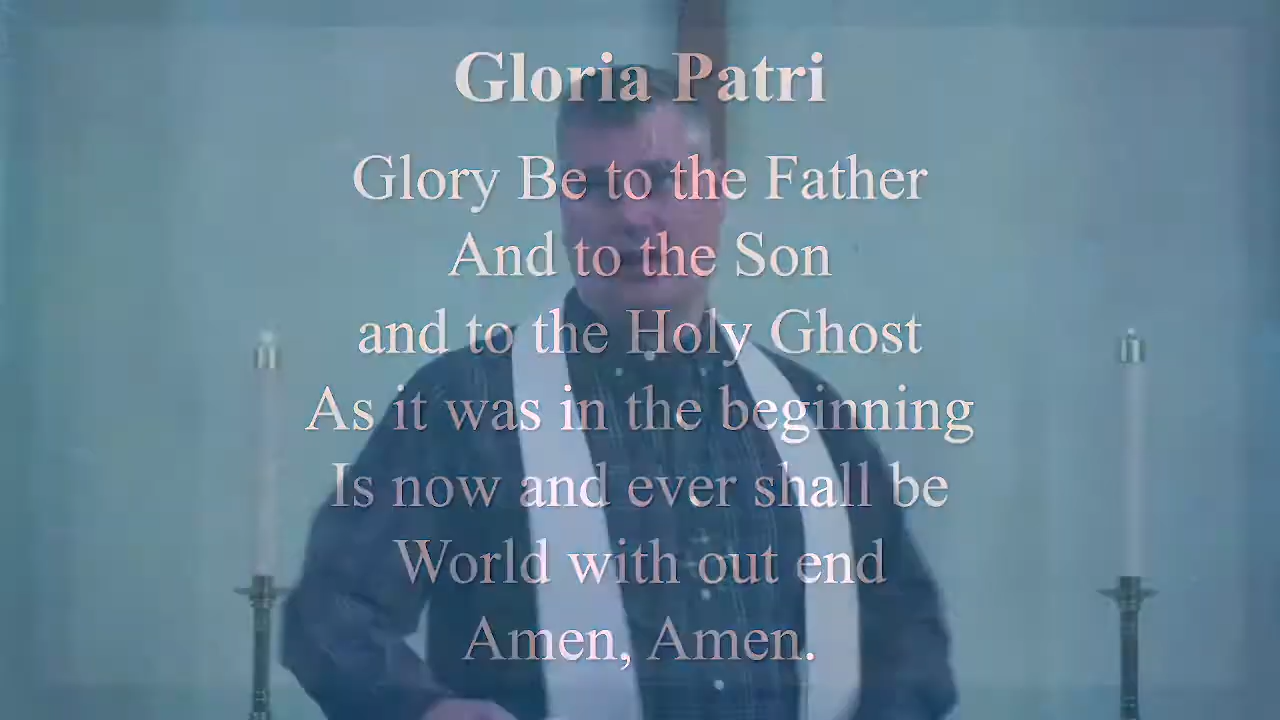 Gloria Patri
Glory Be to the Father
And to the Son
and to the Holy Ghost
As it was in the beginning
Is now and ever shall be
World with out end
Amen, Amen.